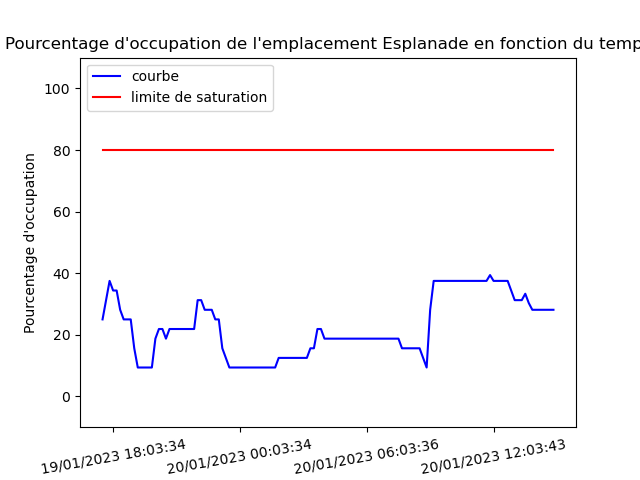 Pourcentage d'occupation de l'emplacement Esplanade en fonction du temp
courbe
limite de saturation
Pourcentage d'occupation
100
80
60
40
20
0
19/01/2023 18:03:34
20/01/2023 00:03:34
20/01/2023 06:03:36
20/01/2023 12:03:43